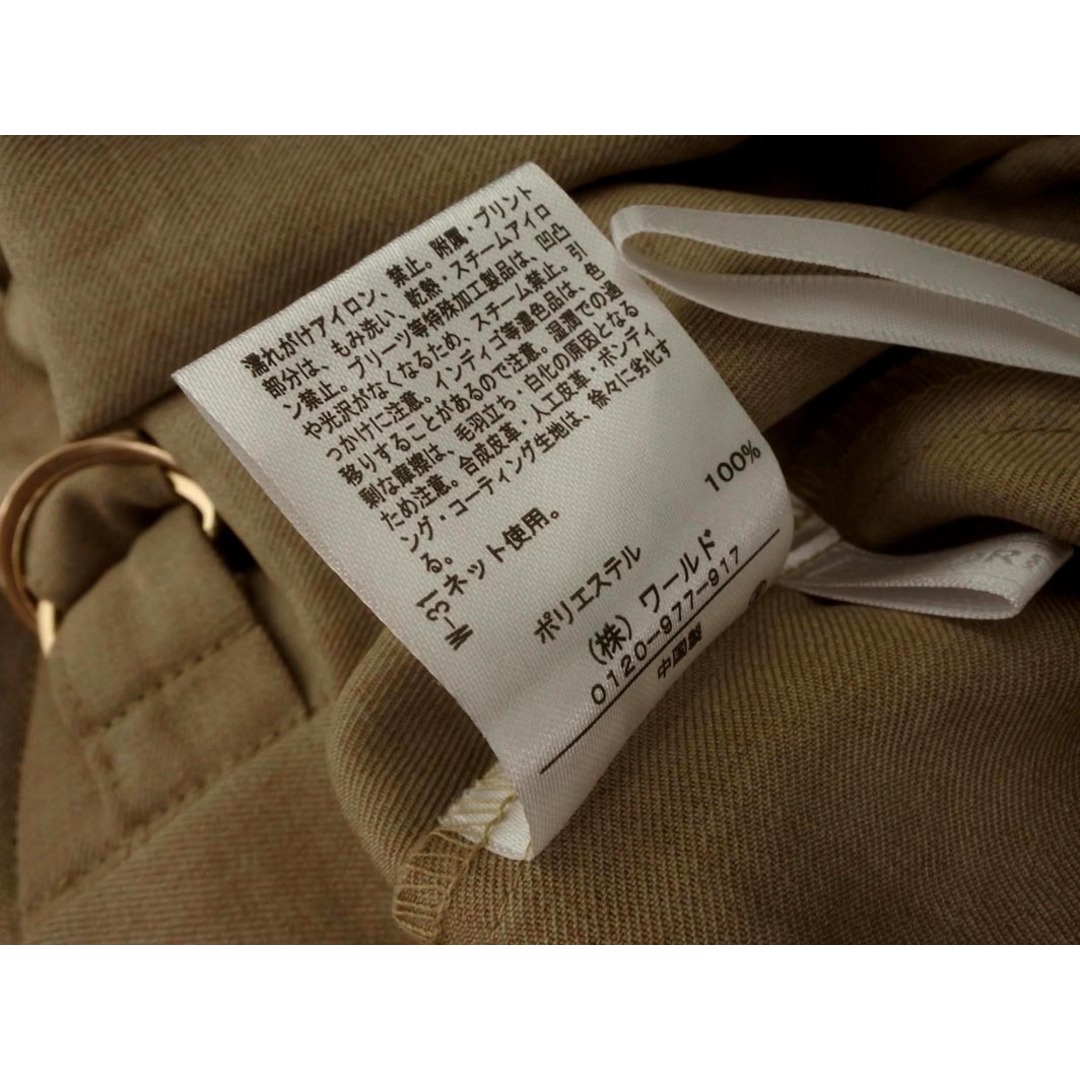 濡れがけアイロン、禁止。附属・プリント
部分は、もみ洗い、乾熱・スチームアイロ
ン禁止。プリーツ等特殊加工製品は、凹凸
や光沢がなくなるため、スチーム禁止。引
っかけに注意。インディゴ等濃色品は、色
移りすることがあるので注意。湿潤での過
剰な摩擦は、毛羽立ち・白化の原因となる
ため注意。合成皮革・人工皮革・ボンディ
ング・コーティング生地は、徐々に劣化す
る。
W-31 ネット使用。
ポリエステル 100%
(株) ワールド
0120-977-917
中国製